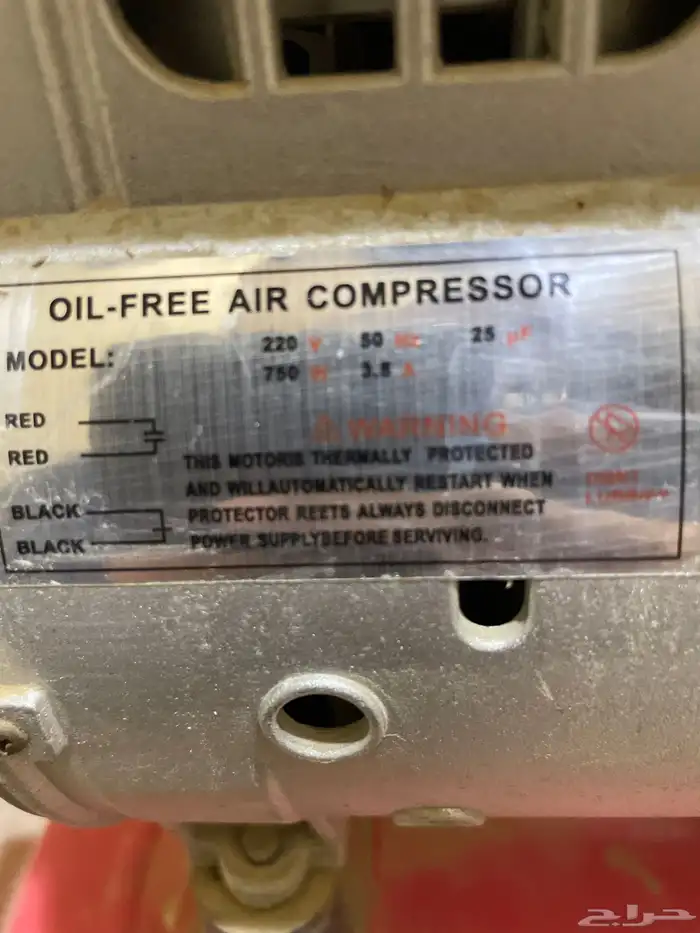 OIL-FREE AIR COMPRESSOR
MODEL:
220 V 50 Hz 25 μF
750 W 3.5 A
RED
RED
⚠ WARNING
THIS MOTORIS THERMALLY PROTECTED
AND WILLAUTOMATICALLY RESTART WHEN
BLACK
PROTECTOR REETS ALWAYS DISCONNECT
BLACK
POWER SUPPLYBEFORE SERVIVING.
حراج